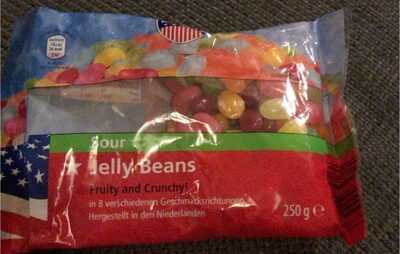 Sour
Jelly Beans
Fruity and Crunchy!
in 8 verschiedenen Geschmacksrichtungen
Hergestellt in den Niederlanden
250 g ℮